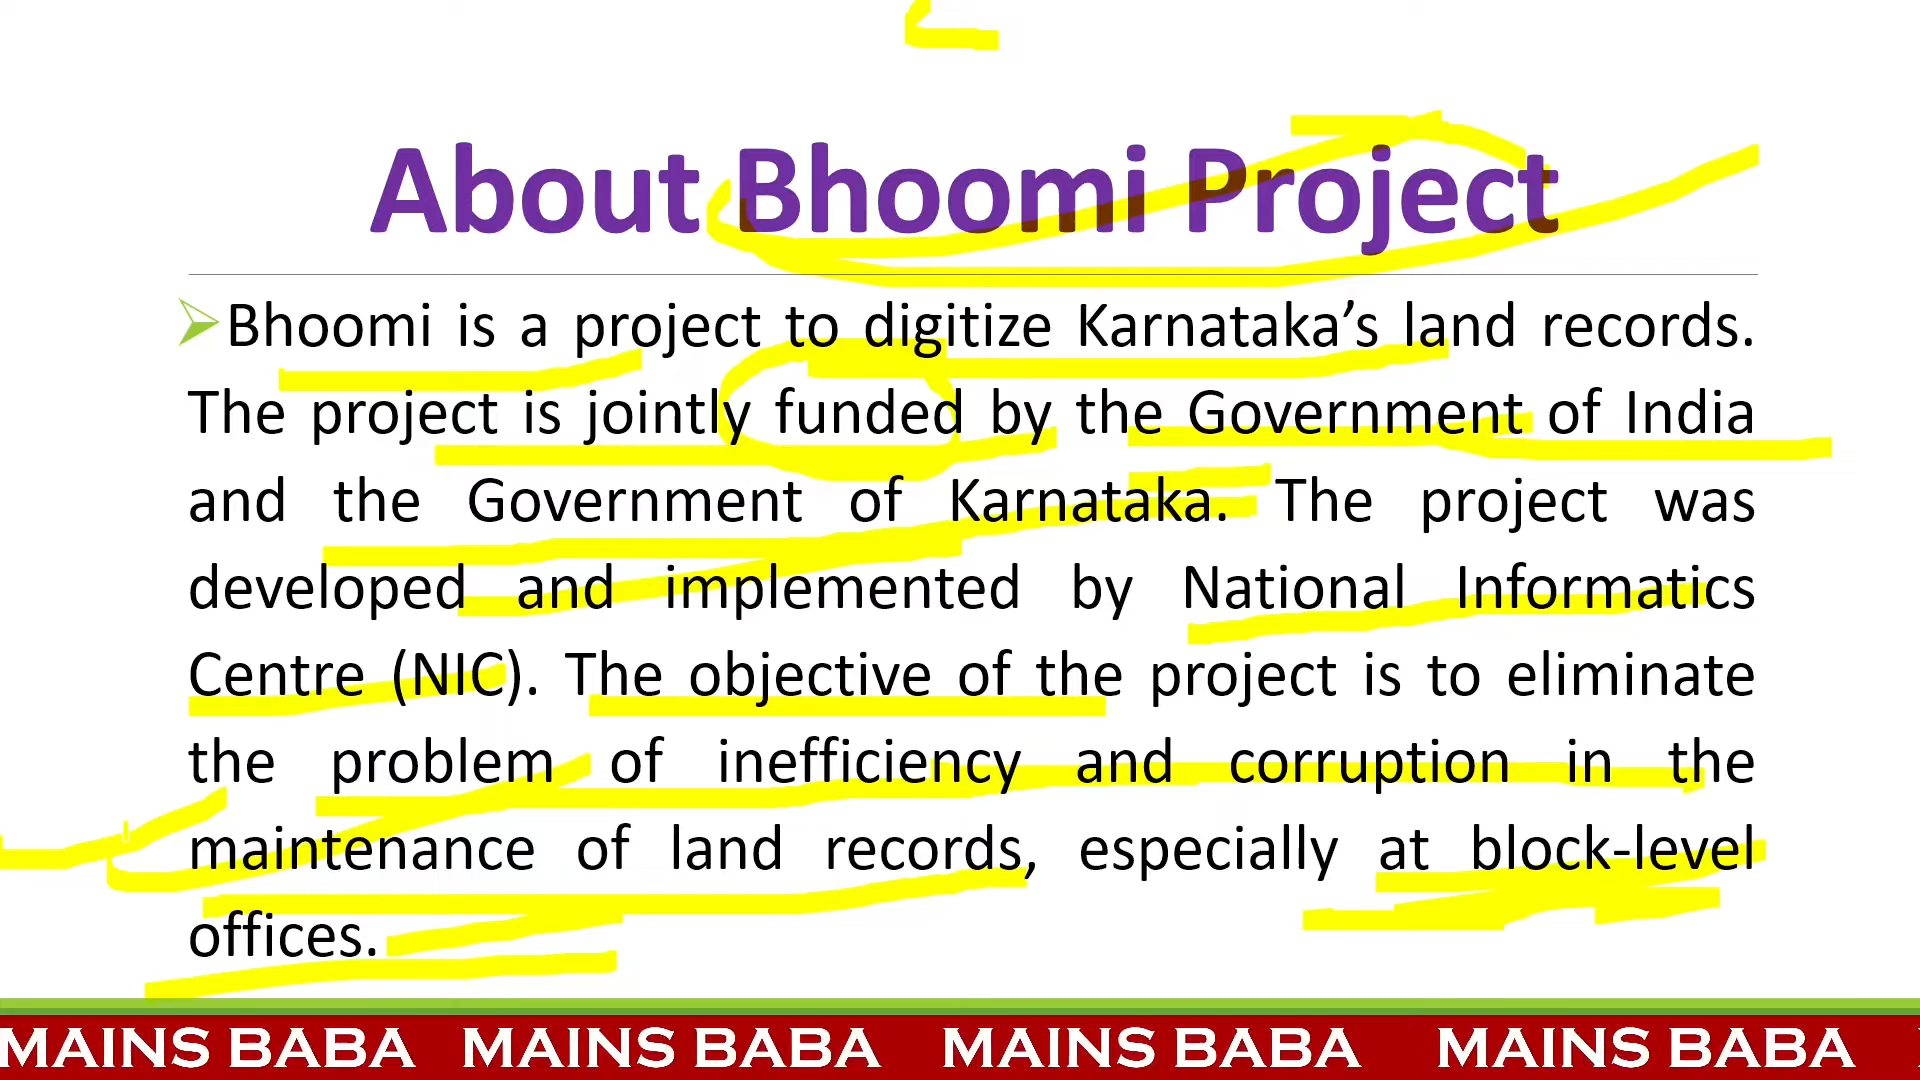 About Bhoomi Project
Bhoomi is a project to digitize Karnataka’s land records.
The project is jointly funded by the Government of India
and the Government of Karnataka. The project was
developed and implemented by National Informatics
Centre (NIC). The objective of the project is to eliminate
the problem of inefficiency and corruption in the
maintenance of land records, especially at block-level
offices.
MAINS BABA MAINS BABA MAINS BABA MAINS BABA